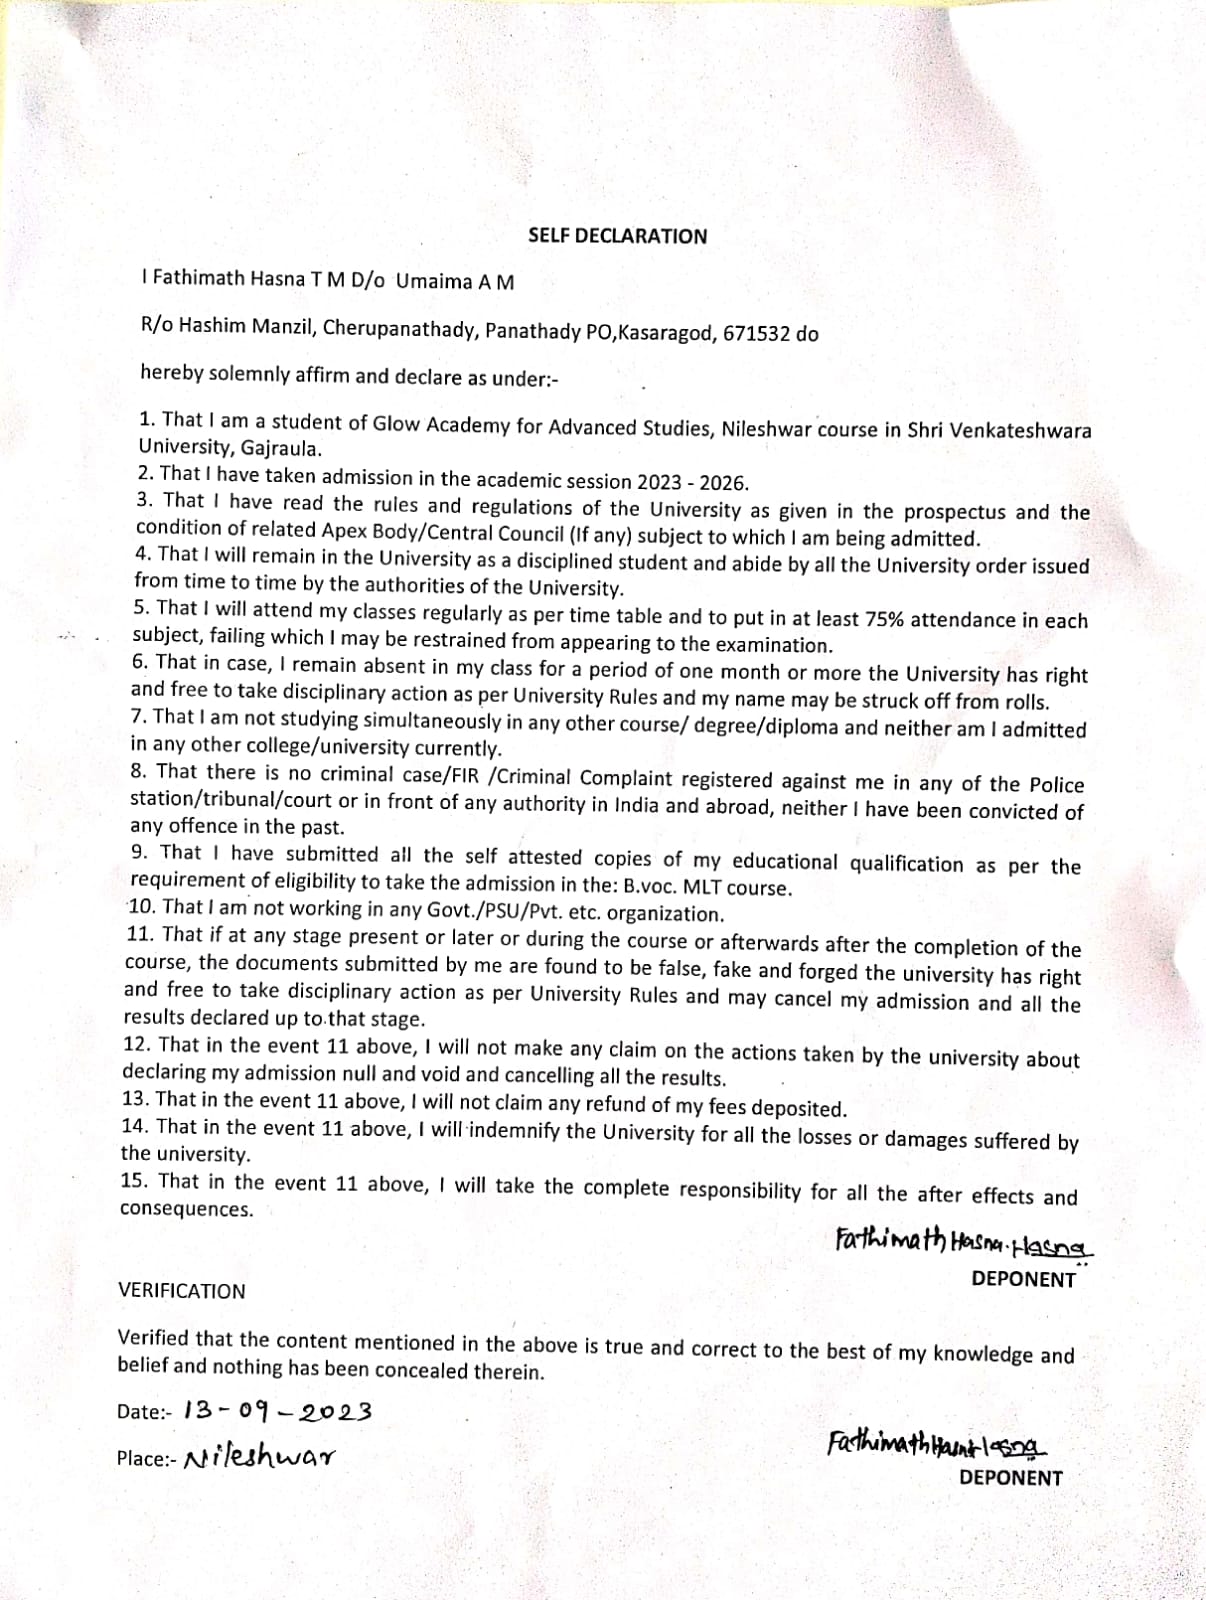 SELF DECLARATION
I Fathimath Hasna T M D/o Umaima A M
R/o Hashim Manzil, Cherupanathady, Panathady PO,Kasaragod, 671532 do
hereby solemnly affirm and declare as under:-
1. That I am a student of Glow Academy for Advanced Studies, Nileshwar course in Shri Venkateshwara
University, Gajraula.
2. That I have taken admission in the academic session 2023 - 2026.
3. That I have read the rules and regulations of the University as given in the prospectus and the
condition of related Apex Body/Central Council (If any) subject to which I am being admitted.
4. That I will remain in the University as a disciplined student and abide by all the University order issued
from time to time by the authorities of the University.
5. That I will attend my classes regularly as per time table and to put in at least 75% attendance in each
subject, failing which I may be restrained from appearing to the examination.
6. That in case, I remain absent in my class for a period of one month or more the University has right
and free to take disciplinary action as per University Rules and my name may be struck off from rolls.
7. That I am not studying simultaneously in any other course/ degree/diploma and neither am I admitted
in any other college/university currently.
8. That there is no criminal case/FIR /Criminal Complaint registered against me in any of the Police
station/tribunal/court or in front of any authority in India and abroad, neither I have been convicted of
any offence in the past.
9. That I have submitted all the self attested copies of my educational qualification as per the
requirement of eligibility to take the admission in the: B.voc. MLT course.
10. That I am not working in any Govt./PSU/Pvt. etc. organization.
11. That if at any stage present or later or during the course or afterwards after the completion of the
course, the documents submitted by me are found to be false, fake and forged the university has right
and free to take disciplinary action as per University Rules and may cancel my admission and all the
results declared up to that stage.
12. That in the event 11 above, I will not make any claim on the actions taken by the university about
declaring my admission null and void and cancelling all the results.
13. That in the event 11 above, I will not claim any refund of my fees deposited.
14. That in the event 11 above, I will indemnify the University for all the losses or damages suffered by
the university.
15. That in the event 11 above, I will take the complete responsibility for all the after effects and
consequences.
Fathimath Hasna. Hasna
DEPONENT
VERIFICATION
Verified that the content mentioned in the above is true and correct to the best of my knowledge and
belief and nothing has been concealed therein.
Date:- 13-09-2023
Place:- Nileshwar
Fathimath Hasna Hasna
DEPONENT